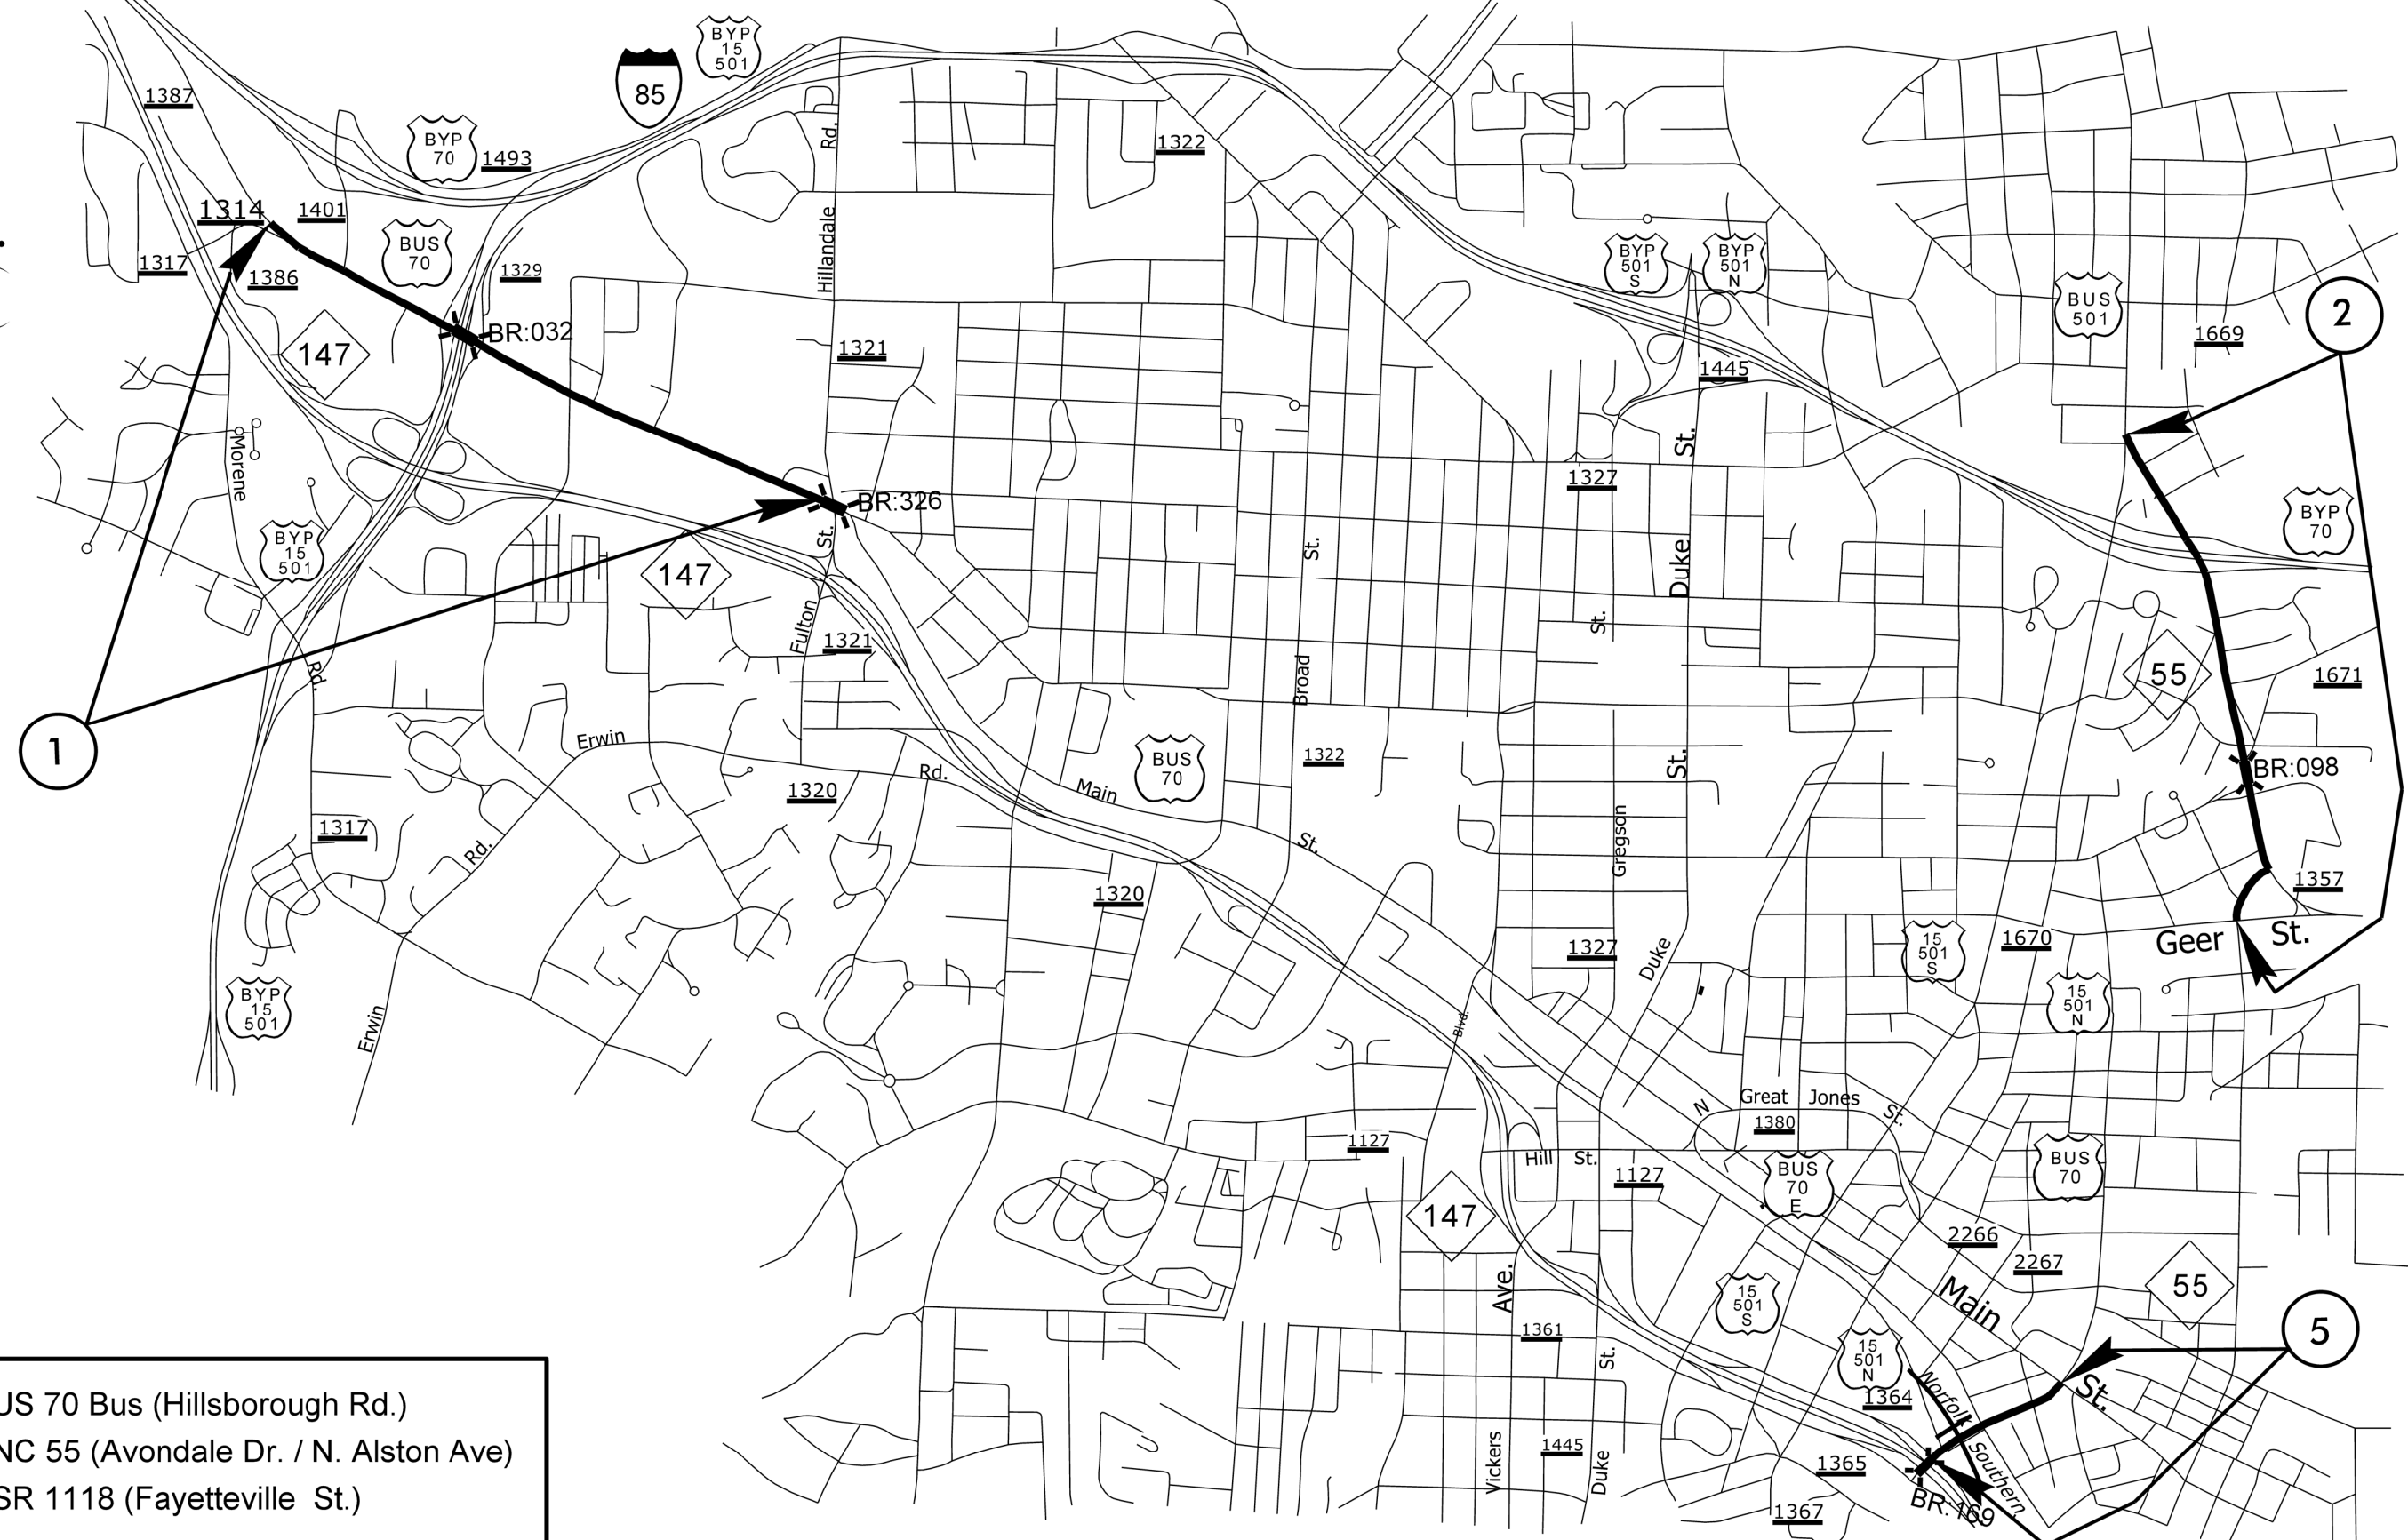 BYP
15
501
85
1387
BYP
70
1493
1322
Rd.
1314
1401
BUS
70
Hillandale
1317
1386
1329
BYP
501
S
BYP
501
N
BUS
501
2
147
BR:032
1321
1445
1669
Morene
St.
1327
BR:326
BYP
15
501
St.
St.
Duke
BYP
70
147
Fulton
1321
St.
Rd.
Broad
55
1671
1
Erwin
Rd.
1320
BUS
70
Main
1322
St.
BR:098
1317
Rd.
St.
Gregson
1320
1357
BYP
15
501
Erwin
1327
Duke
15
501
S
1670
Geer St.
15
501
N
Blvd.
N
Great Jones
St.
1380
1127
Hill St.
1127
BUS
70
E
BUS
70
147
2266
2267
Ave.
15
501
S
Main
St.
55
5
1361
St.
15
501
N
1364
Norfolk
Southern
Vickers
1445
Duke
1365
1367
BR:169
US 70 Bus (Hillsborough Rd.)
NC 55 (Avondale Dr. / N. Alston Ave)
SR 1118 (Fayetteville St.)